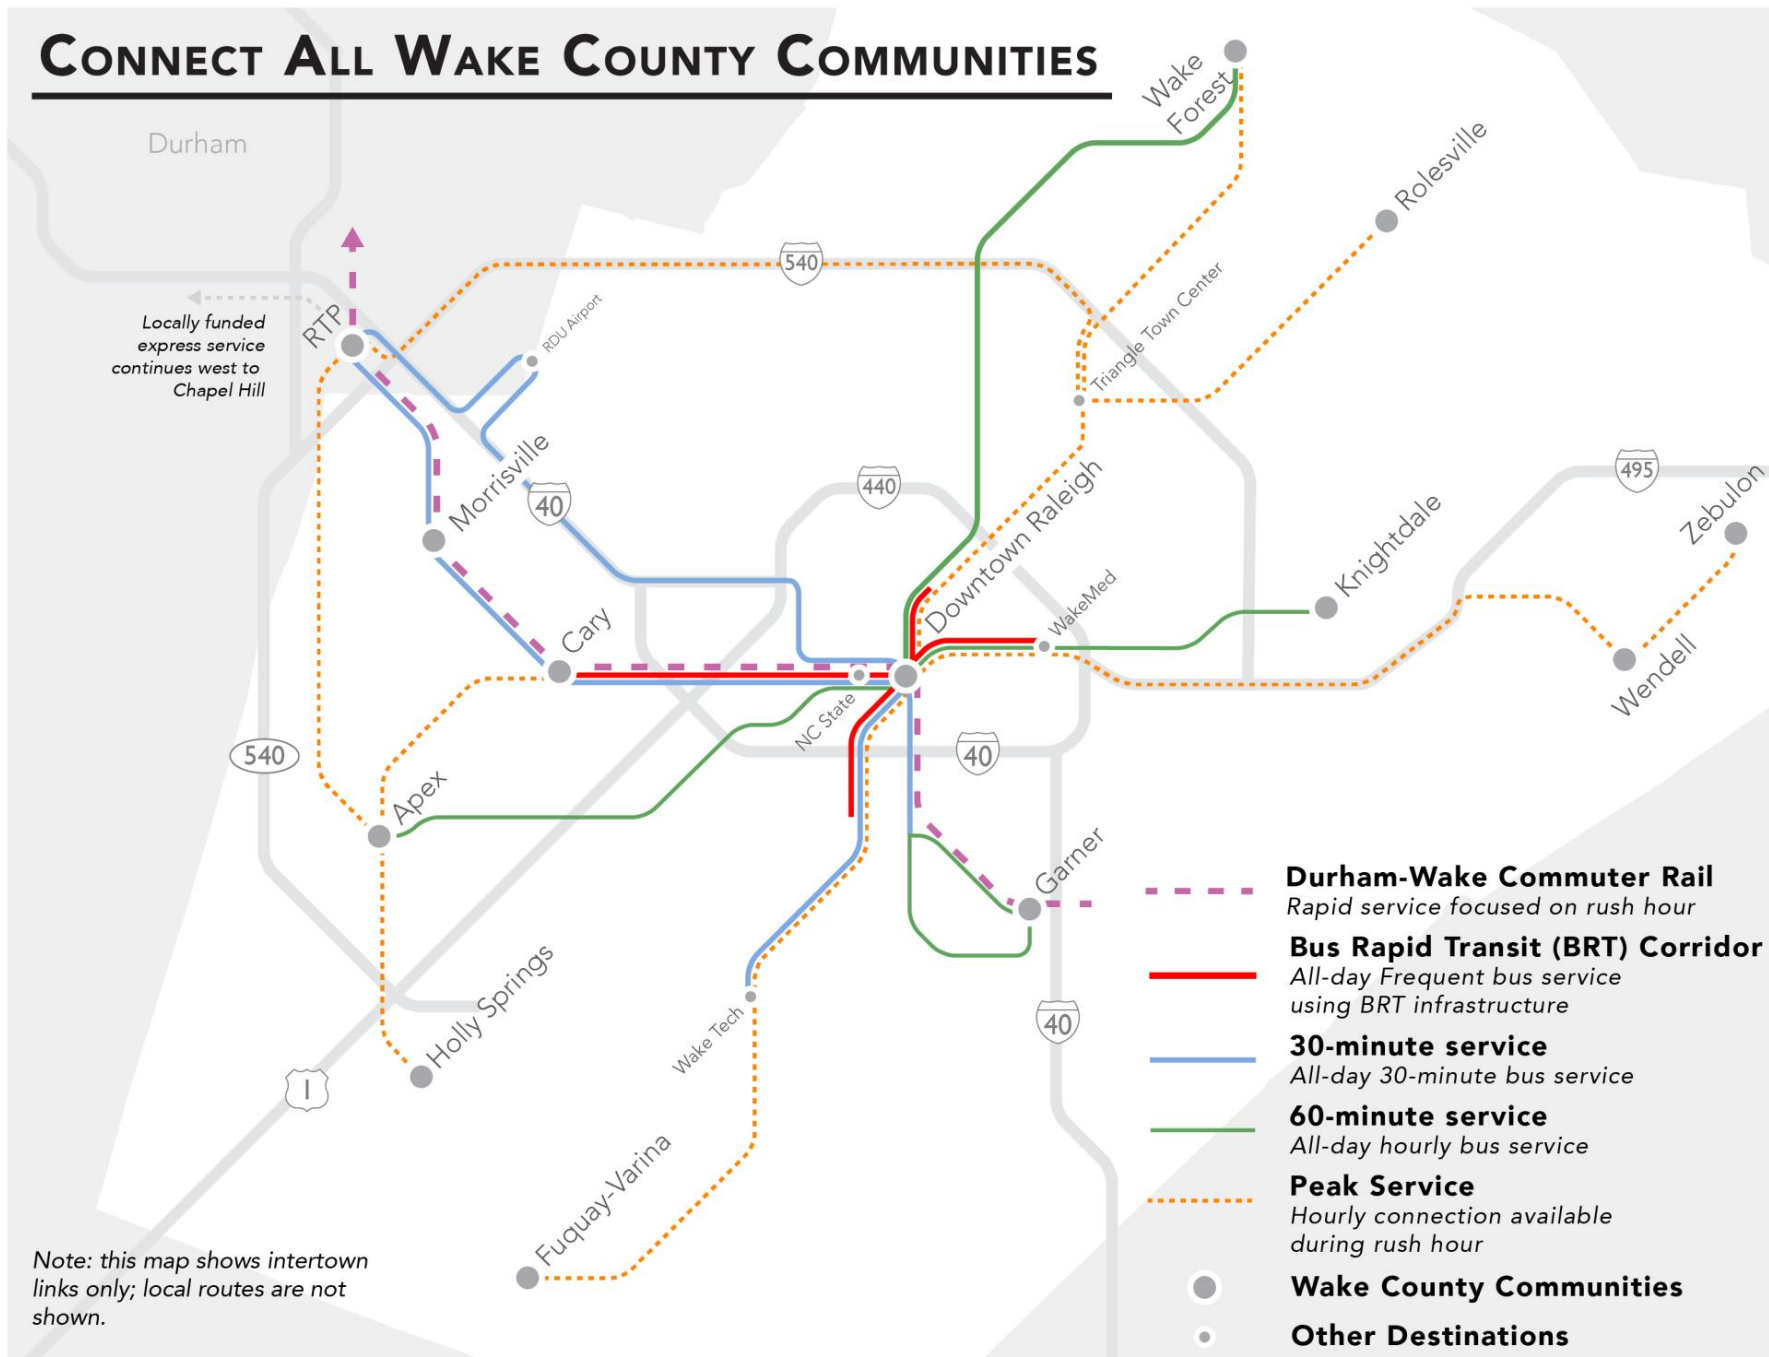 CONNECT ALL WAKE COUNTY COMMUNITIES
Durham
Wake
Forest
Rolesville
540
Locally funded
express service
continues west to
Chapel Hill
RTP
RDU Airport
Triangle Town Center
Morrisville
40
440
Downtown Raleigh
495
Zebulon
Knightdale
WakeMed
Cary
NC State
Wendell
540
40
Apex
Garner
Holly Springs
Wake Tech
40
1
Fuquay-Varina
Durham-Wake Commuter Rail
Rapid service focused on rush hour
Bus Rapid Transit (BRT) Corridor
All-day Frequent bus service
using BRT infrastructure
30-minute service
All-day 30-minute bus service
60-minute service
All-day hourly bus service
Peak Service
Hourly connection available
during rush hour
Wake County Communities
Other Destinations
Note: this map shows intertown
links only; local routes are not
shown.